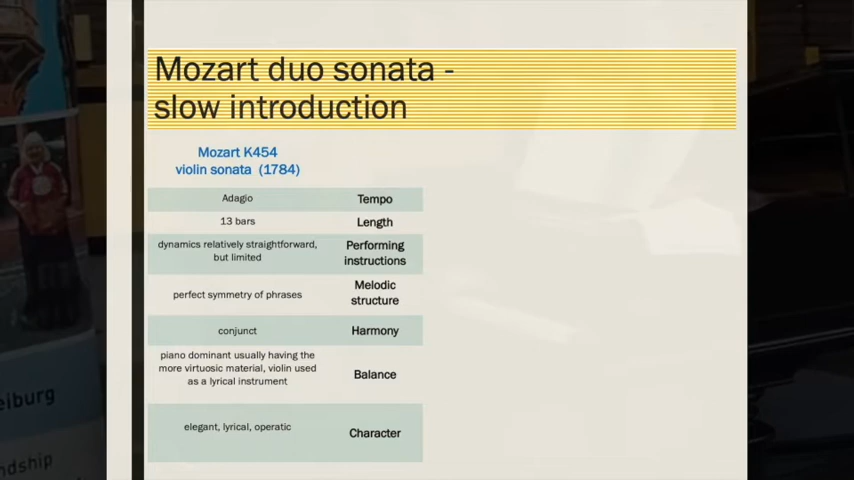 Mozart duo sonata -
slow introduction
Mozart K454
violin sonata (1784)
Adagio
Tempo
13 bars
Length
dynamics relatively straightforward,
but limited
Performing
instructions
perfect symmetry of phrases
Melodic
structure
conjunct
Harmony
piano dominant usually having the
more virtuosic material, violin used
as a lyrical instrument
Balance
elegant, lyrical, operatic
Character
eiburg
ndship